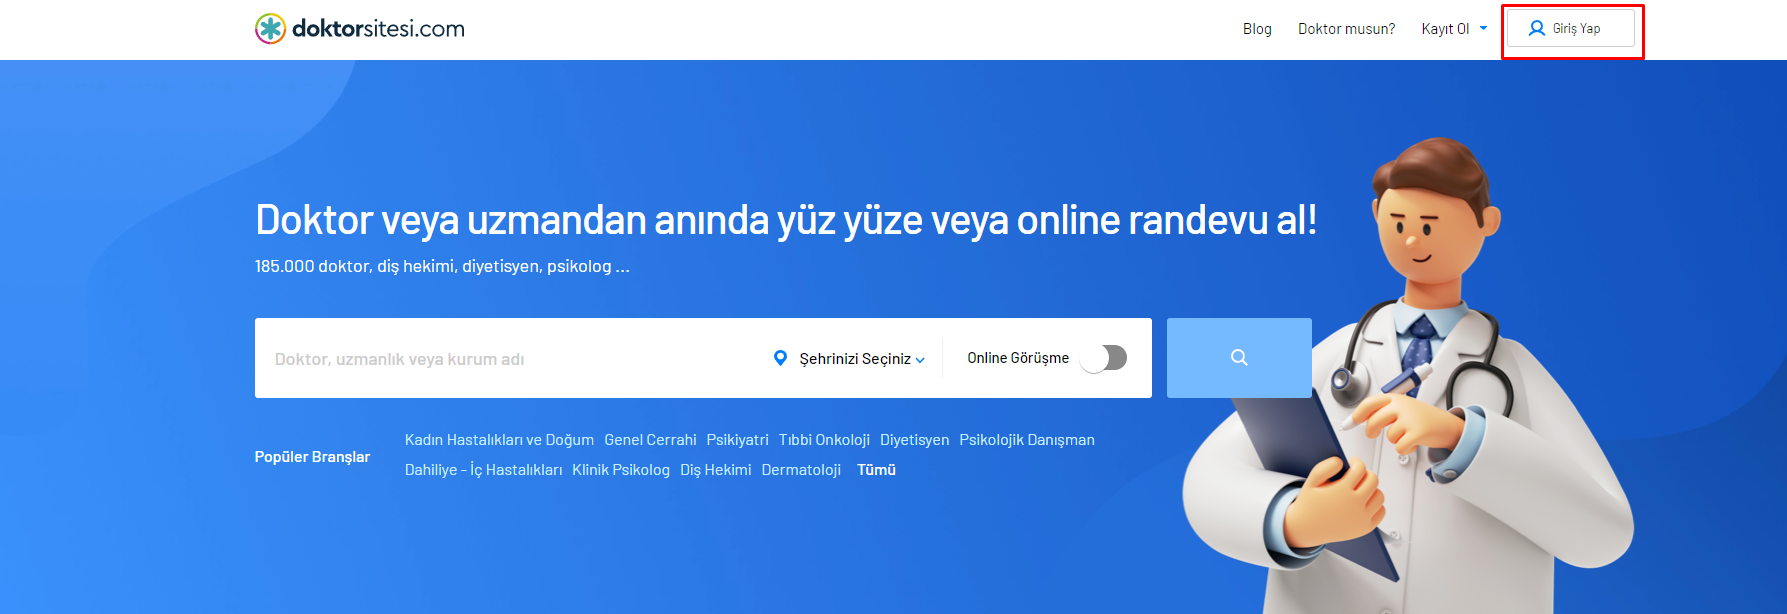 doktorsitesi.com
Blog Doktor musun? Kayıt Ol Giriş Yap
Doktor veya uzmandan anında yüz yüze veya online randevu al!
185.000 doktor, diş hekimi, diyetisyen, psikolog ...
Doktor, uzmanlık veya kurum adı Şehrinizi Seçiniz Online Görüşme
Popüler Branşlar
Kadın Hastalıkları ve Doğum Genel Cerrahi Psikiyatri Tıbbi Onkoloji Diyetisyen Psikolojik Danışman
Dahiliye - İç Hastalıkları Klinik Psikolog Diş Hekimi Dermatoloji Tümü